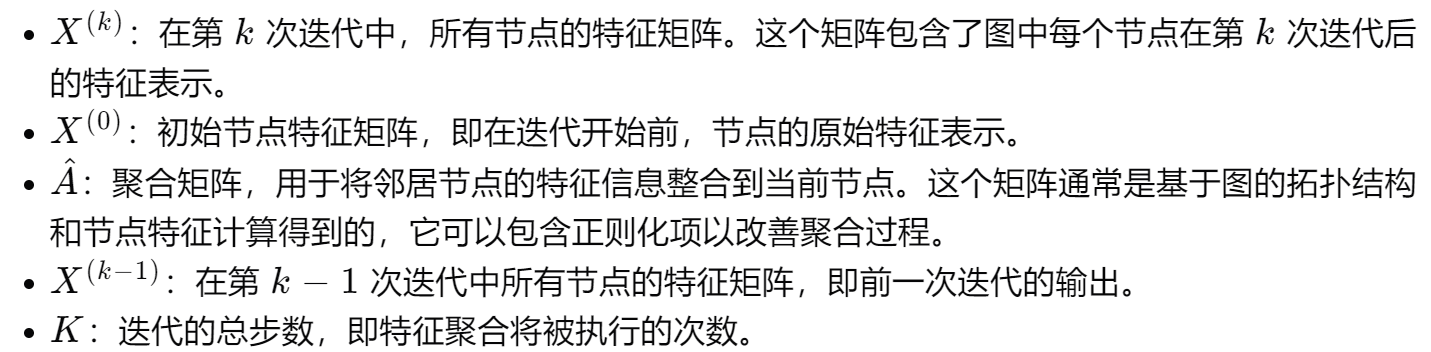 • X^(k)：在第 k 次迭代中，所有节点的特征矩阵。这个矩阵包含了图中每个节点在第 k 次迭代后
的特征表示。
• X^(0)：初始节点特征矩阵，即在迭代开始前，节点的原始特征表示。
• Â：聚合矩阵，用于将邻居节点的特征信息整合到当前节点。这个矩阵通常是基于图的拓扑结构
和节点特征计算得到的，它可以包含正则化项以改善聚合过程。
• X^(k−1)：在第 k − 1 次迭代中所有节点的特征矩阵，即前一次迭代的输出。
• K：迭代的总步数，即特征聚合将被执行的次数。